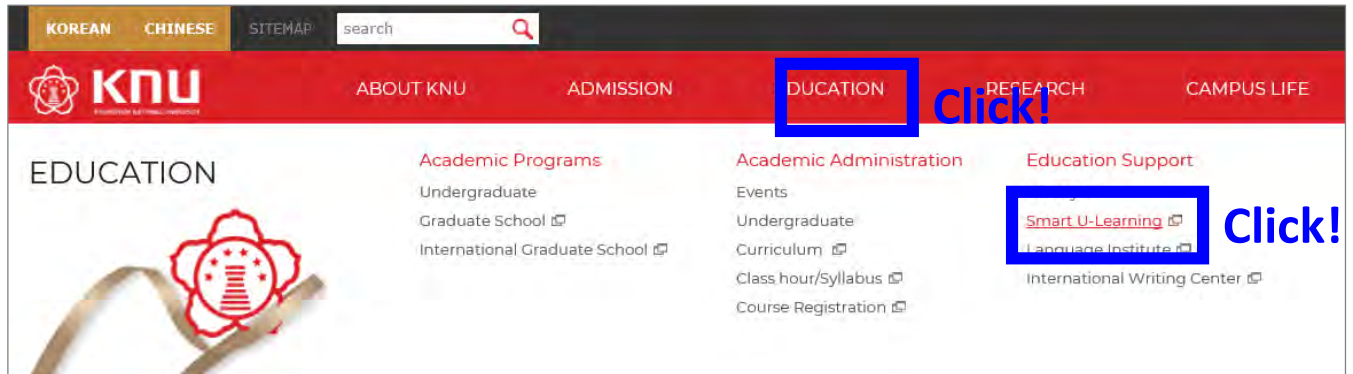 KOREAN CHINESE SITEMAP search
KNU ABOUT KNU ADMISSION DUCATION RESEARCH CAMPUS LIFE
Click!
EDUCATION
Academic Programs
Undergraduate
Graduate School
International Graduate School
Academic Administration
Events
Undergraduate
Curriculum
Class hour/Syllabus
Course Registration
Education Support
Smart U-Learning
Click!
Language Institute
International Writing Center